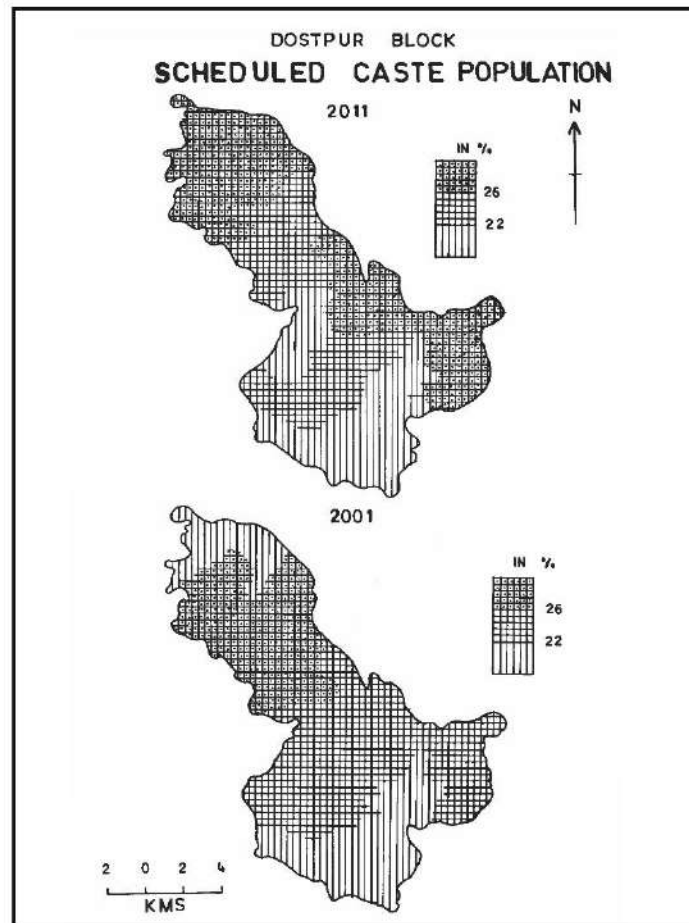 DOSTPUR BLOCK
SCHEDULED CASTE POPULATION
2011
N
IN %
26
22
2001
IN %
26
22
2 0 2 4
KMS